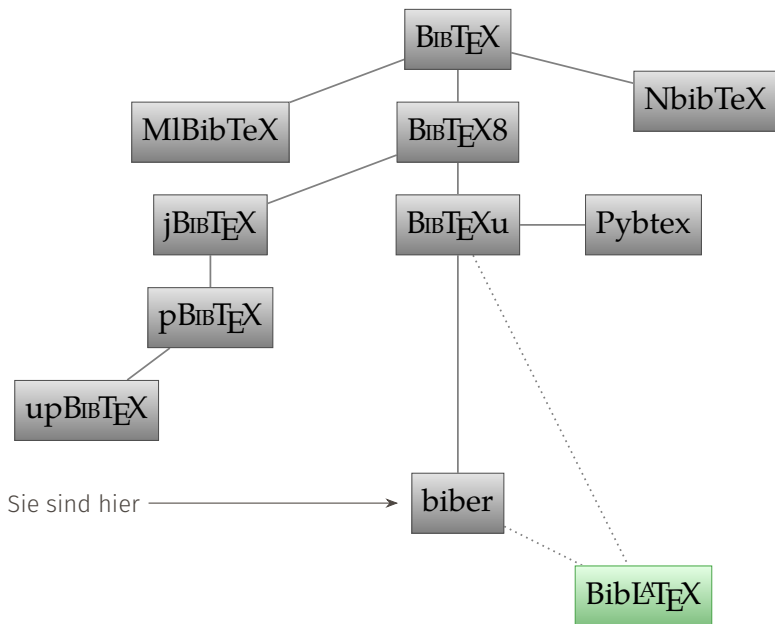 BIBTEX
NbibTeX
MlBibTeX
BIBTEX8
jBIBTEX
BIBTEXu
Pybtex
pBIBTEX
upBIBTEX
Sie sind hier
biber
BibLATEX